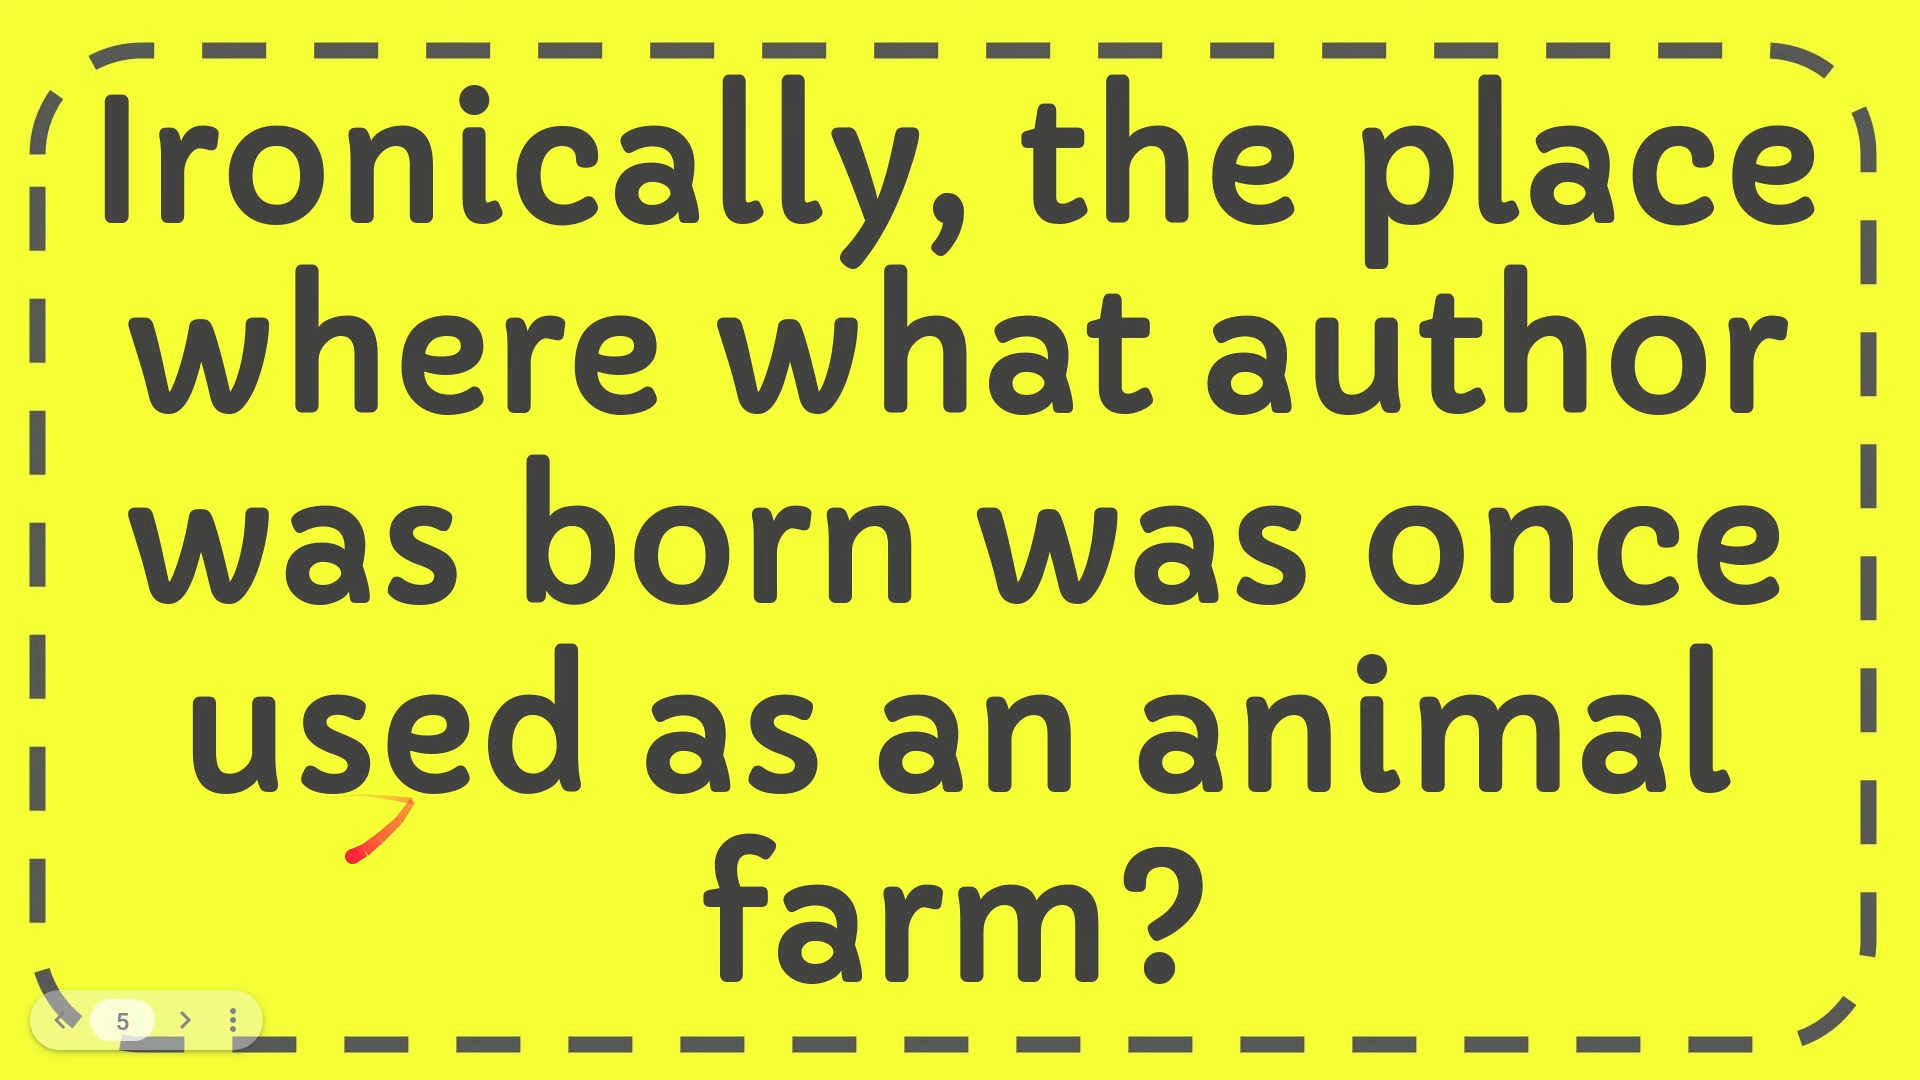 Ironically, the place
where what author
was born was once
used as an animal
farm?
5